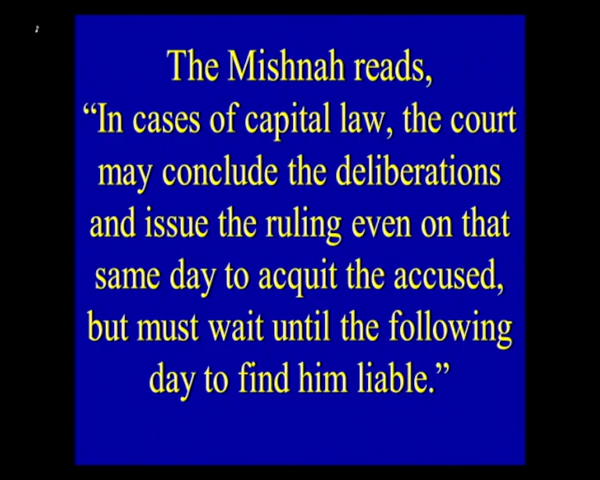 The Mishnah reads,
“In cases of capital law, the court
may conclude the deliberations
and issue the ruling even on that
same day to acquit the accused,
but must wait until the following
day to find him liable.”